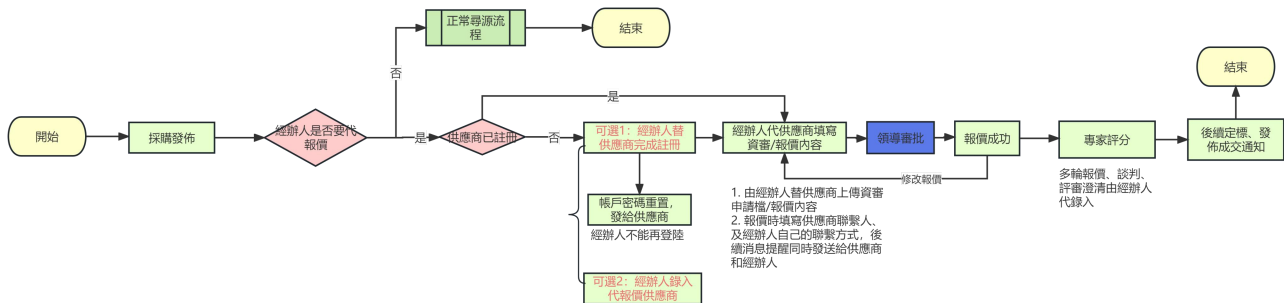 正常尋源流
程
結束
否
開始
採購發佈
經辦人是否要代
報價
是
供應商已註冊
是
否
可選1：經辦人替
供應商完成註冊
經辦人代供應商填寫
資審/報價內容
領導審批
報價成功
專家評分
後續定標、發
佈成交通知
結束
修改報價
多輪報價、談判、
評審澄清由經辦人
代錄入
帳戶密碼重置，
發給供應商
經辦人不能再登陸
1. 由經辦人替供應商上傳資審
申請檔/報價內容
2. 報價時填寫供應商聯繫人、
及經辦人自己的聯繫方式，後
續消息提醒同時發送給供應商
和經辦人
可選2：經辦人錄入
代報價供應商